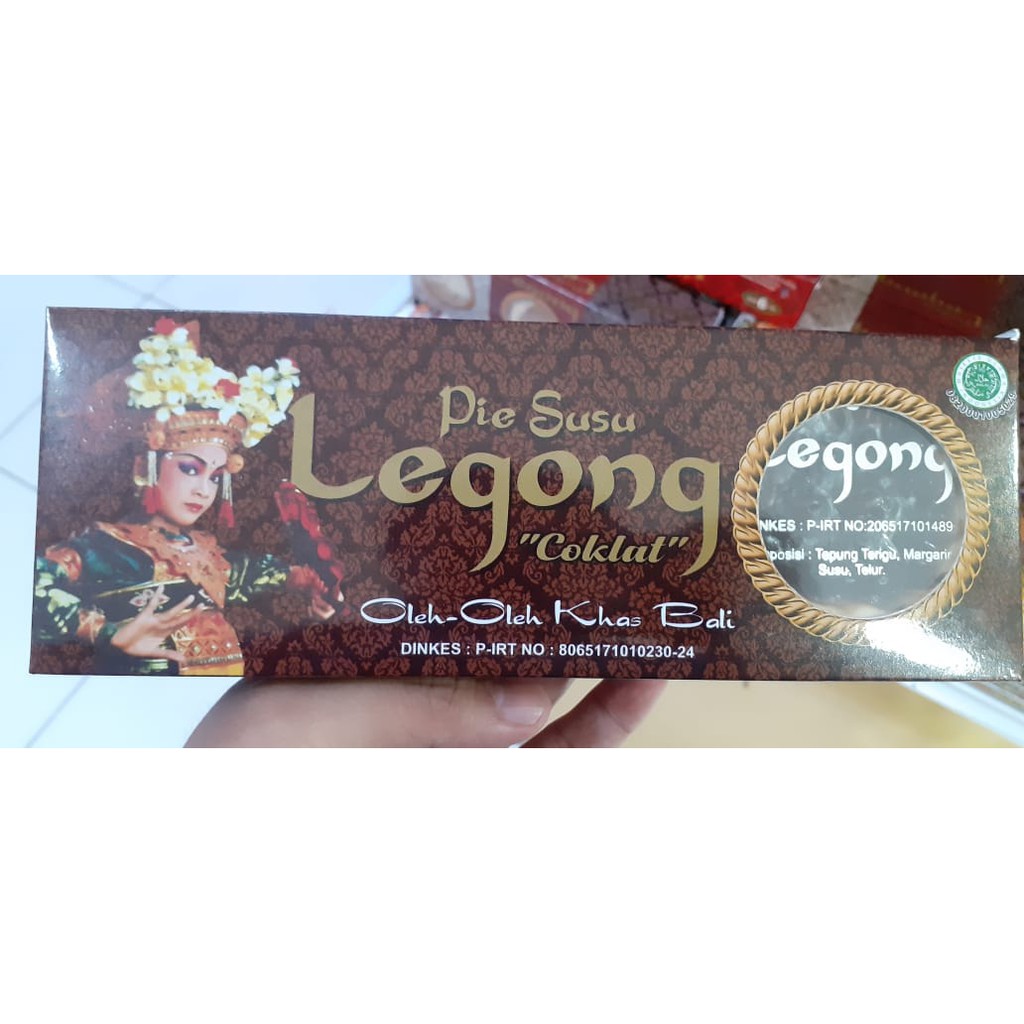 Pie Susu
Legong
"Coklat"
Oleh-Oleh Khas Bali
DINKES : P-IRT NO : 8065171010230-24
egong
NKES : P-IRT NO:206517101489
posisi : Tepung Terigu, Margarin
Susu, Telur.